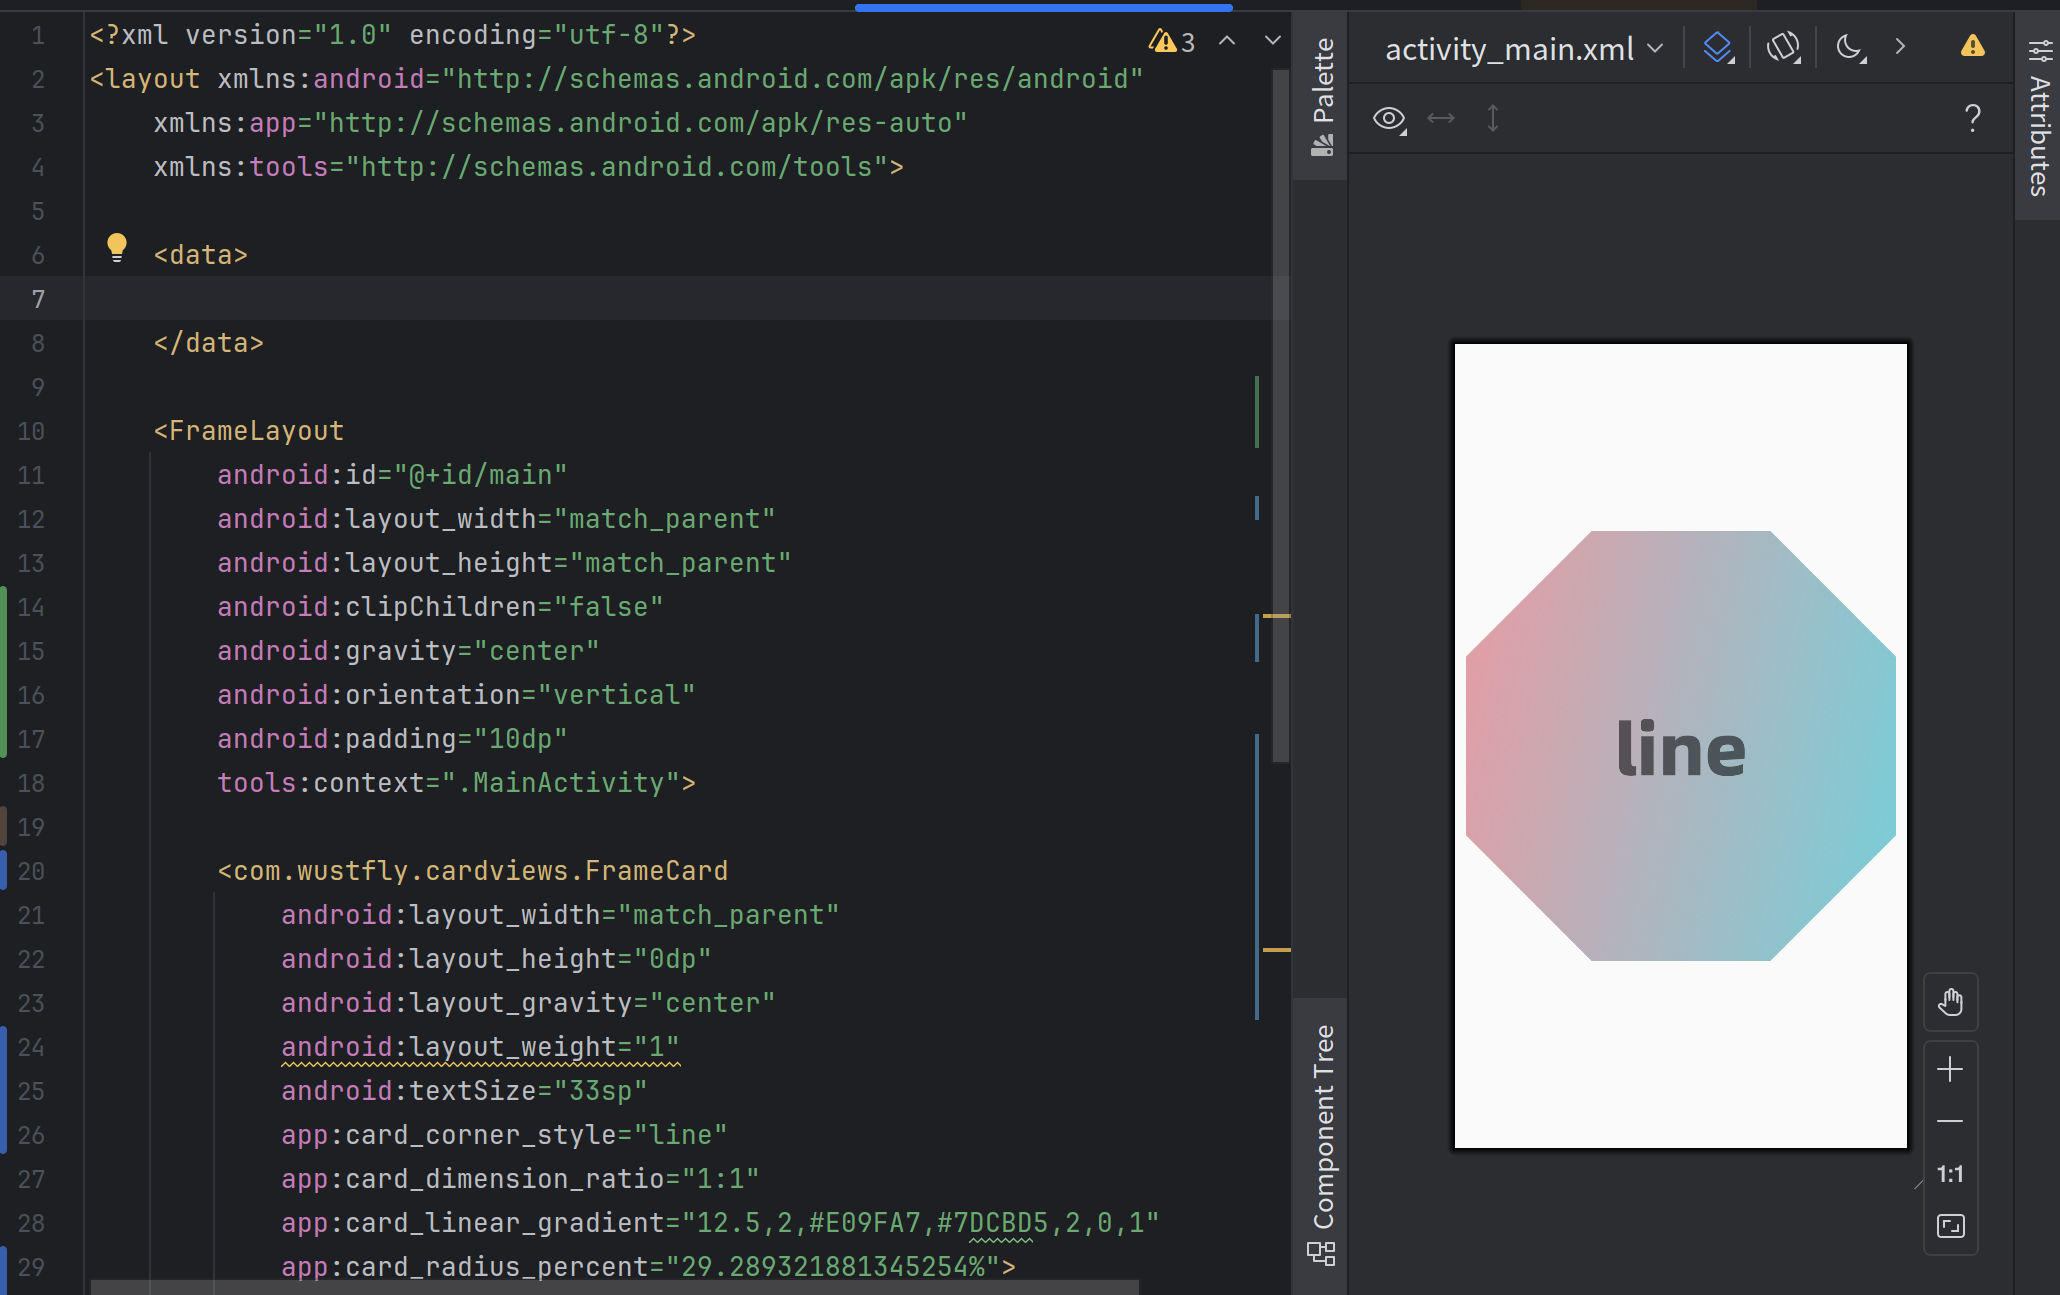 1 <?xml version="1.0" encoding="utf-8"?>
2 <layout xmlns:android="http://schemas.android.com/apk/res/android"
3 xmlns:app="http://schemas.android.com/apk/res-auto"
4 xmlns:tools="http://schemas.android.com/tools">
5
6 <data>
7
8 </data>
9
10 <FrameLayout
11 android:id="@+id/main"
12 android:layout_width="match_parent"
13 android:layout_height="match_parent"
14 android:clipChildren="false"
15 android:gravity="center"
16 android:orientation="vertical"
17 android:padding="10dp"
18 tools:context=".MainActivity">
19
20 <com.wustfly.cardviews.FrameCard
21 android:layout_width="match_parent"
22 android:layout_height="0dp"
23 android:layout_gravity="center"
24 android:layout_weight="1"
25 android:textSize="33sp"
26 app:card_corner_style="line"
27 app:card_dimension_ratio="1:1"
28 app:card_linear_gradient="12.5,2,#E09FA7,#7DCBD5,2,0,1"
29 app:card_radius_percent="29.289321881345254%">
3
Palette
Component Tree
activity_main.xml
?
line
1:1
Attributes